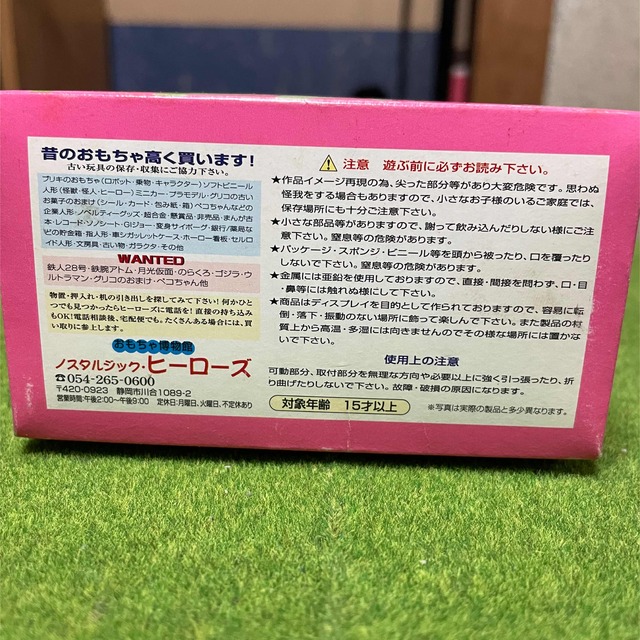 昔のおもちゃ高く買います!
古い玩具の保存・収集にご協力下さい。
ブリキのおもちゃ(ロボット・乗物・キャラクター)ソフトビニール
人形(怪獣・怪人・ヒーロー)ミニカー・プラモデル・グリコの古い
お菓子のおまけ(シール・カード・包み紙・箱)ペコちゃんなどの
企業人形・ノベルティーグッズ・超合金・懸賞品・非売品・まんが古
本・レコード・ソノシート・GIジョー・変身サイボーグ・銀行/薬局な
どの貯金箱・指人形・車シガレットケース・ホーロー看板・セルロ
イド人形・文房具・古い物・ガラクタ・その他
WANTED
鉄人28号・鉄腕アトム・月光仮面・のらくろ・ゴジラ・ウ
ルトラマン・グリコのおまけ・ペコちゃん他
物置・押入れ・机の引き出しを探してみて下さい! 何かひと
つでも見つかったらヒーローズに電話を! 直接の持ち込み
もOK! 電話相談後、宅配便でも。たくさんある場合には、買
い取りに参上します。
おもちゃ博物館
ノスタルジック・ヒーローズ
☎054-265-0600
〒420-0923 静岡市川合1089-2
営業時間:午後2:00〜午後9:00 定休日:月曜日、火曜日、不定休あり
⚠注意 遊ぶ前に必ずお読み下さい。
★作品イメージ再現の為、尖った部分等があり大変危険です。思わぬ
怪我をする場合もありますので、小さなお子様のいるご家庭では、
保存場所にも十分ご注意下さい。
★小さな部品等がありますので、謝って飲み込んだりしない様にご注
意下さい。窒息等の危険があります。
★パッケージ・スポンジ・ビニール等を頭から被ったり、口を覆ったり
しないで下さい。窒息等の危険があります。
★金属には亜鉛を使用しておりますので、直接・間接を問わず、口・目
・鼻等には触れぬ様にして下さい。
★商品はディスプレイを目的として作られておりますので、容易に転
倒・落下・振動のない場所に飾って楽しんで下さい。また製品の材
質上から高温・多湿には向きませんのでその様な場所には置かな
いで下さい。
使用上の注意
可動部分、取付部分を無理な方向や必要以上に強く引っ張ったり、折
り曲げたりしないで下さい。故障・破損の原因になります。
対象年齢 15才以上
※写真は実際の製品と多少異なります。